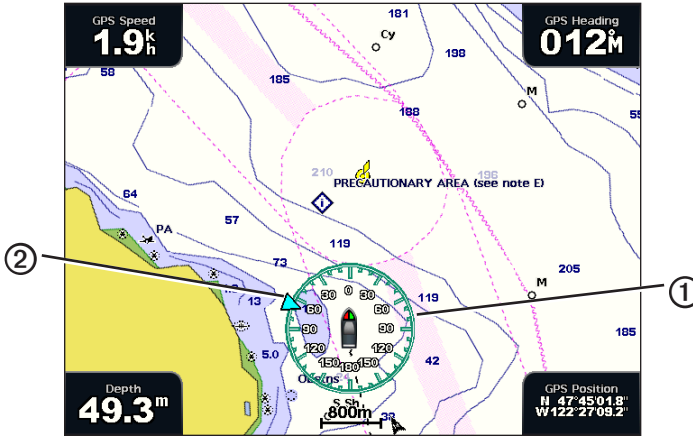 GPS Speed
1.9 k/h
181
Cy
198
GPS Heading
012°M
58
185
M
188
55
210
196
PRECAUTIONARY AREA (see note E)
i
64
57
PA
119
②
73
205
M
①
13
119
0
30 30
60 60
90 90
120 120
150 150
180
185
5.0
42
Depth
49.3 m
S Sh
800m
GPS Position
N 47°45'01.8"
W122°27'09.2"